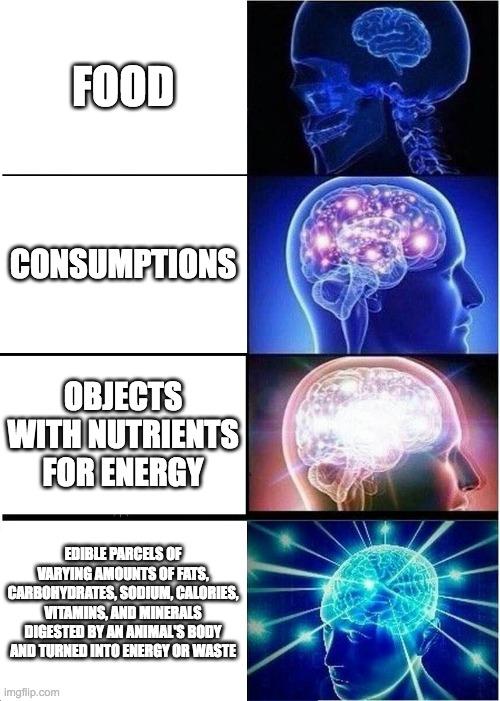 FOOD
CONSUMPTIONS
OBJECTS
WITH NUTRIENTS
FOR ENERGY
EDIBLE PARCELS OF
VARYING AMOUNTS OF FATS,
CARBOHYDRATES, SODIUM, CALORIES,
VITAMINS, AND MINERALS
DIGESTED BY AN ANIMAL'S BODY
AND TURNED INTO ENERGY OR WASTE
imgflip.com